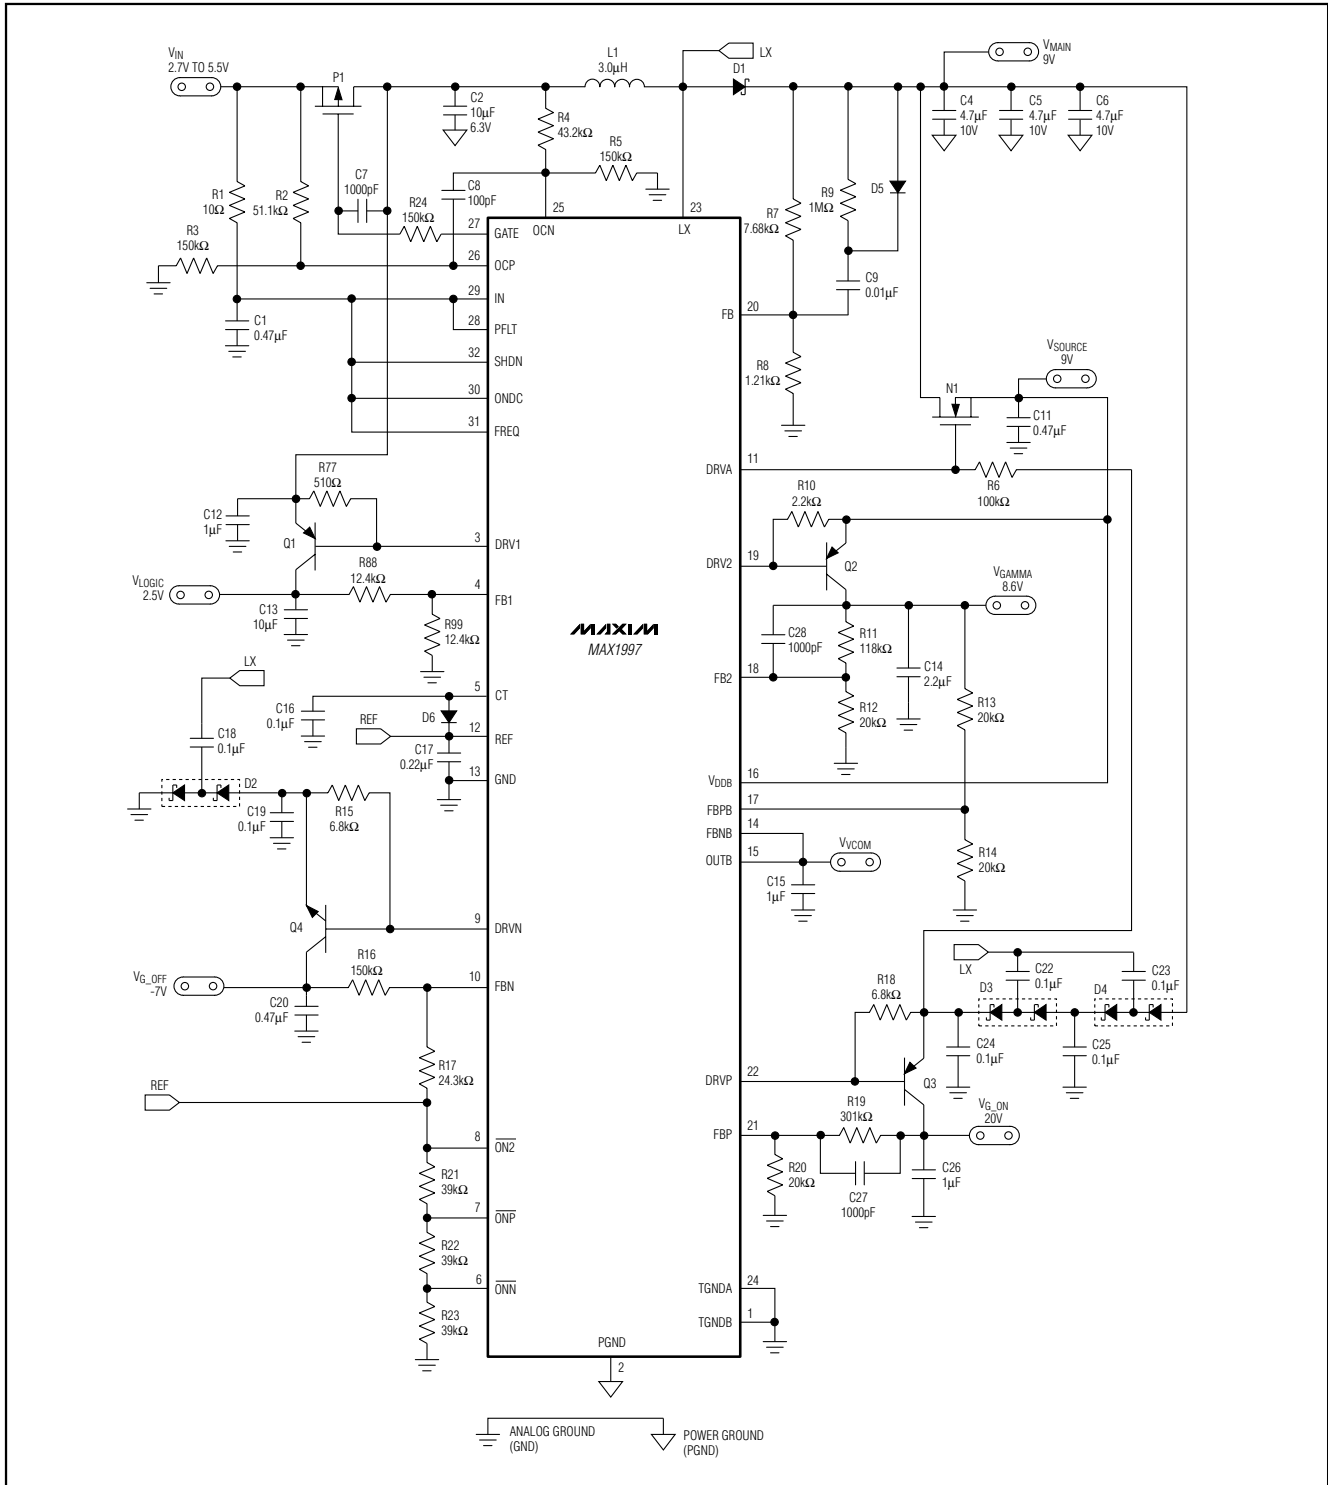 VIN
2.7V TO 5.5V
P1
L1
3.0µH
LX
D1
VMAIN
9V
C2
10µF
6.3V
R4
43.2kΩ
R5
150kΩ
C4
4.7µF
10V
C5
4.7µF
10V
C6
4.7µF
10V
R1
10Ω
R2
51.1kΩ
R3
150kΩ
C7
1000pF
R24
150kΩ
C8
100pF
R7
7.68kΩ
R9
1MΩ
D5
C9
0.01µF
R8
1.21kΩ
C1
0.47µF
25
OCN
23
LX
27
GATE
26
OCP
29
IN
28
PFLT
32
SHDN
30
ONDC
31
FREQ
20
FB
VSOURCE
9V
N1
C11
0.47µF
11
DRVA
R6
100kΩ
R77
510Ω
C12
1µF
Q1
3
DRV1
R88
12.4kΩ
VLOGIC
2.5V
C13
10µF
4
FB1
R99
12.4kΩ
R10
2.2kΩ
19
DRV2
Q2
VGAMMA
8.6V
C28
1000pF
R11
118kΩ
C14
2.2µF
18
FB2
R12
20kΩ
R13
20kΩ
MAXIM
MAX1997
LX
C18
0.1µF
D2
C19
0.1µF
R15
6.8kΩ
C16
0.1µF
5
CT
D6
REF
12
REF
C17
0.22µF
13
GND
16
VDDB
17
FBPB
14
FBNB
15
OUTB
VVCOM
C15
1µF
R14
20kΩ
Q4
9
DRVN
R16
150kΩ
VG_OFF
-7V
C20
0.47µF
10
FBN
R17
24.3kΩ
REF
8
ON2
R21
39kΩ
7
ONP
R22
39kΩ
6
ONN
R23
39kΩ
LX
C22
0.1µF
C23
0.1µF
D3
D4
R18
6.8kΩ
C24
0.1µF
C25
0.1µF
22
DRVP
Q3
R19
301kΩ
VG_ON
20V
21
FBP
R20
20kΩ
C27
1000pF
C26
1µF
24
TGNDA
1
TGNDB
PGND
2
ANALOG GROUND
(GND)
POWER GROUND
(PGND)